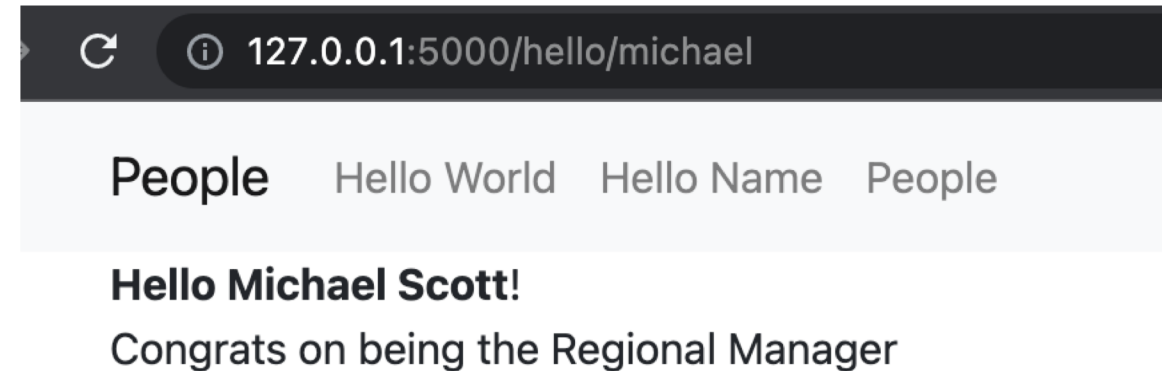 127.0.0.1:5000/hello/michael
People Hello World Hello Name People
Hello Michael Scott!
Congrats on being the Regional Manager